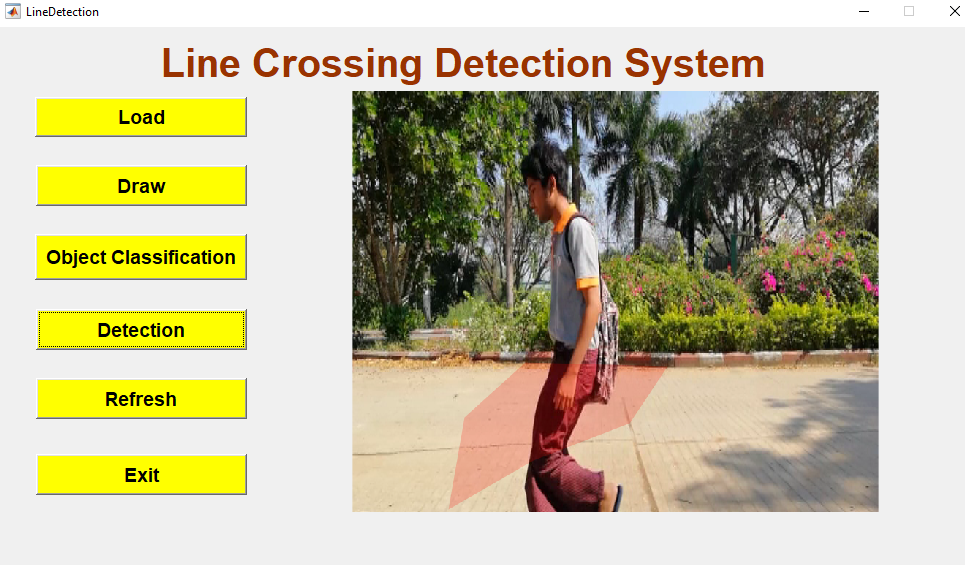 LineDetection
Line Crossing Detection System
Load
Draw
Object Classification
Detection
Refresh
Exit